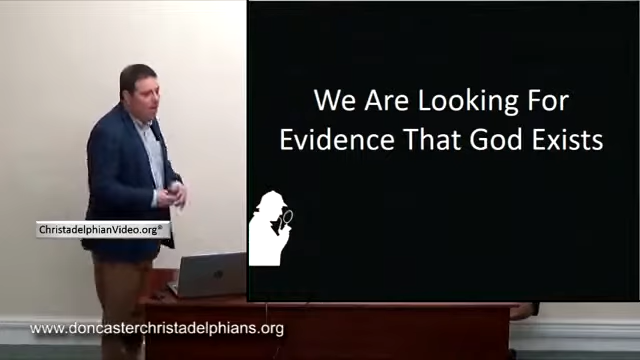 We Are Looking For
Evidence That God Exists
ChristadelphianVideo.org®
www.doncasterchristadelphians.org